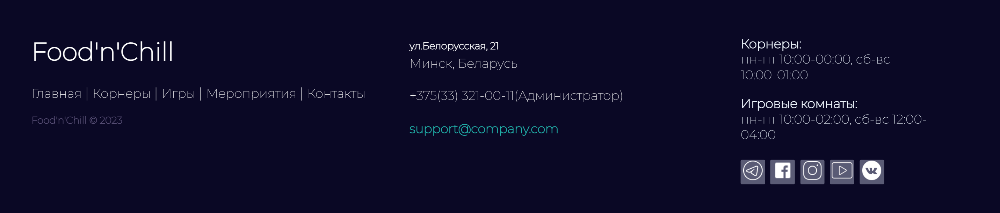 Food'n'Chill
Главная | Корнеры | Игры | Мероприятия | Контакты
Food'n'Chill © 2023
ул.Белорусская, 21
Минск, Беларусь
+375(33) 321-00-11(Администратор)
support@company.com
Корнеры:
пн-пт 10:00-00:00, сб-вс
10:00-01:00
Игровые комнаты:
пн-пт 10:00-02:00, сб-вс 12:00-
04:00